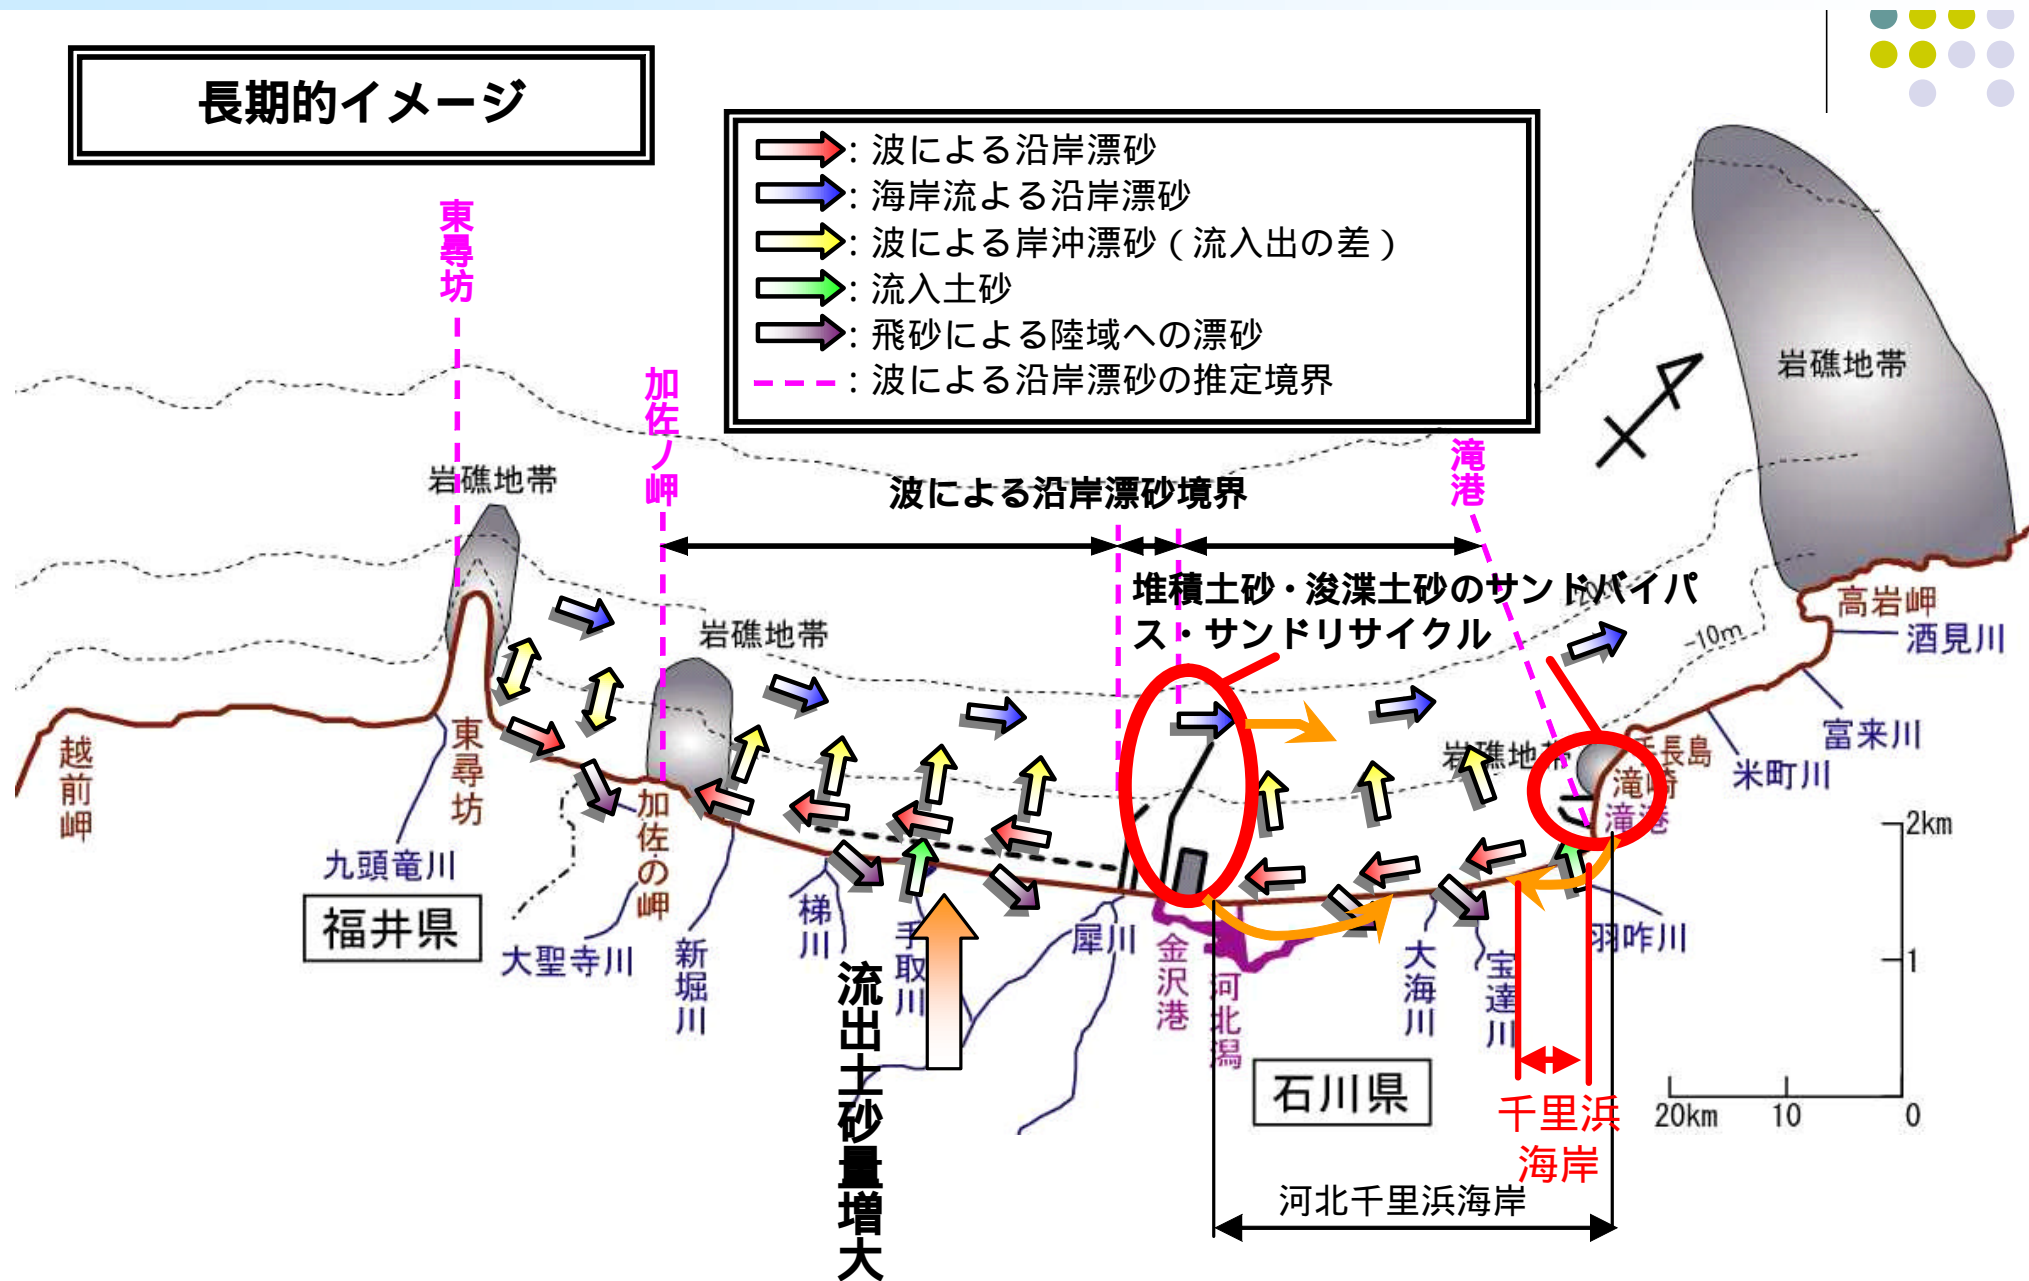 長期的イメージ
：波による沿岸漂砂
：海岸流よる沿岸漂砂
：波による岸沖漂砂（流入出の差）
：流入土砂
：飛砂による陸域への漂砂
：波による沿岸漂砂の推定境界
東尋坊
加佐ノ岬
滝港
岩礁地帯
岩礁地帯
波による沿岸漂砂境界
堆積土砂・浚渫土砂のサンドバイパ
ス・サンドリサイクル
-20m
-10m
岩礁地帯
岩礁地帯
高岩岬
酒見川
富来川
米町川
手長島
滝崎
滝港
越前岬
東尋坊
加佐の岬
九頭竜川
福井県
大聖寺川
新堀川
梯川
手取川
流出土砂量増大
犀川
金沢港
河北潟
大海川
宝達川
羽咋川
石川県
千里浜
海岸
河北千里浜海岸
2km
1
20km
10
0